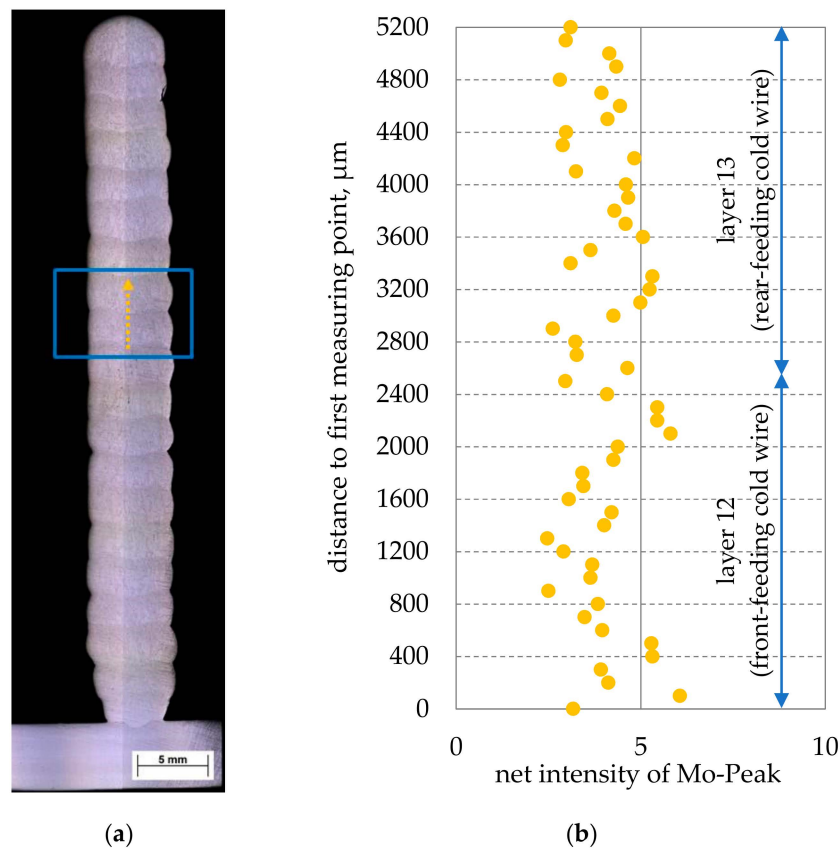 5 mm
(a)
distance to first measuring point, µm
5200
4800
4400
4000
3600
3200
2800
2400
2000
1600
1200
800
400
0
layer 13
(rear-feeding cold wire)
layer 12
(front-feeding cold wire)
0
5
10
net intensity of Mo-Peak
(b)